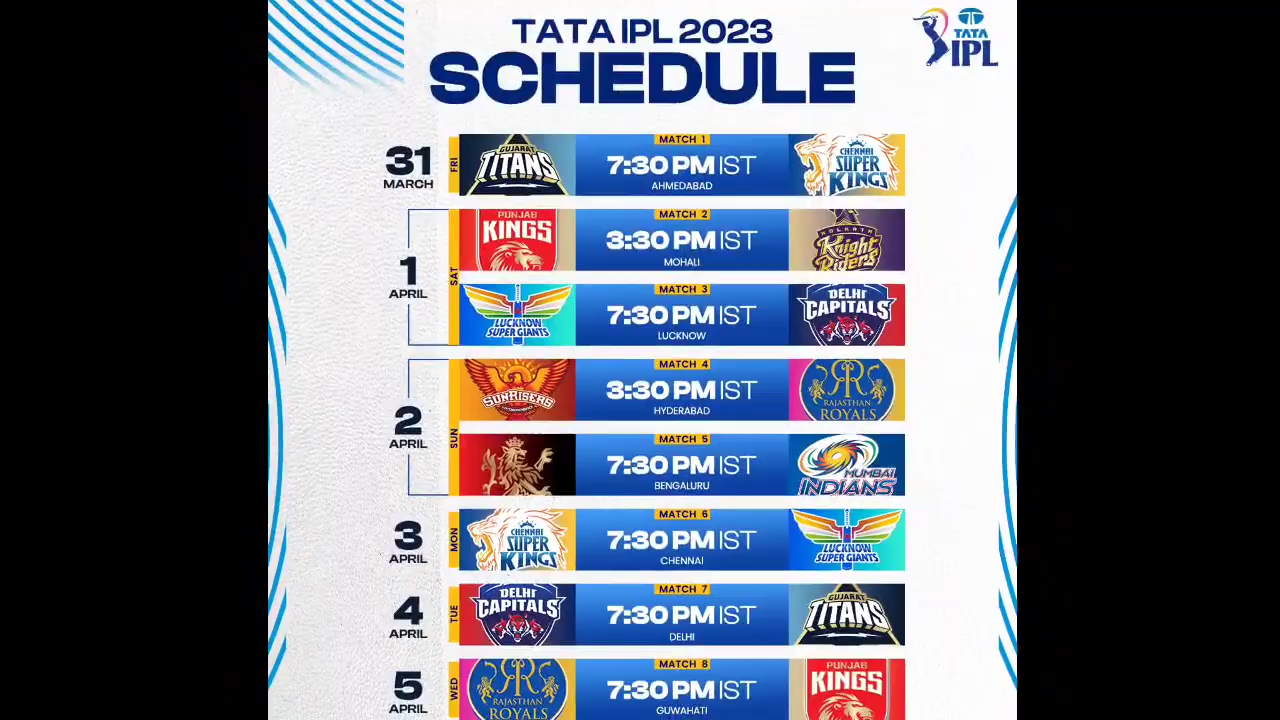 TATA IPL 2023
SCHEDULE
TATA
IPL
31
MARCH
FRI
GUJARAT
TITANS
MATCH 1
7:30 PM IST
AHMEDABAD
CHENNAI
SUPER
KINGS
1
APRIL
SAT
PUNJAB
KINGS
MATCH 2
3:30 PM IST
MOHALI
KOLKATA
Knight
Riders
LUCKNOW
SUPER GIANTS
MATCH 3
7:30 PM IST
LUCKNOW
DELHI
CAPITALS
2
APRIL
SUN
SUNRISERS
HYDERABAD
MATCH 4
3:30 PM IST
HYDERABAD
RAJASTHAN
ROYALS
MATCH 5
7:30 PM IST
BENGALURU
MUMBAI
INDIANS
3
APRIL
MON
CHENNAI
SUPER
KINGS
MATCH 6
7:30 PM IST
CHENNAI
LUCKNOW
SUPER GIANTS
4
APRIL
TUE
DELHI
CAPITALS
MATCH 7
7:30 PM IST
DELHI
GUJARAT
TITANS
5
APRIL
WED
RAJASTHAN
ROYALS
MATCH 8
7:30 PM IST
GUWAHATI
PUNJAB
KINGS